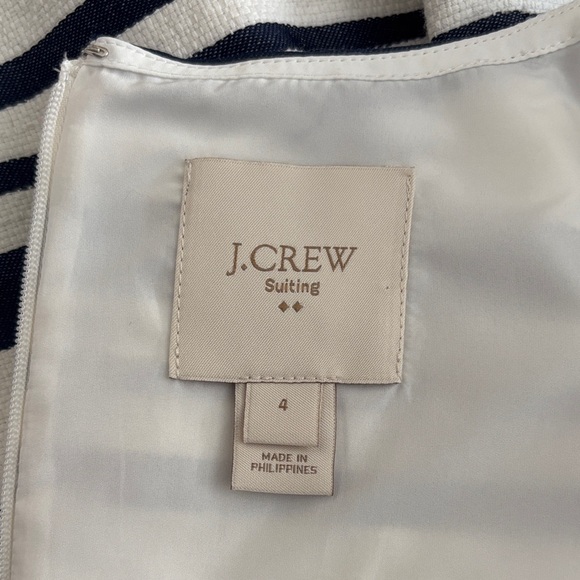 J.CREW
Suiting
4
MADE IN
PHILIPPINES